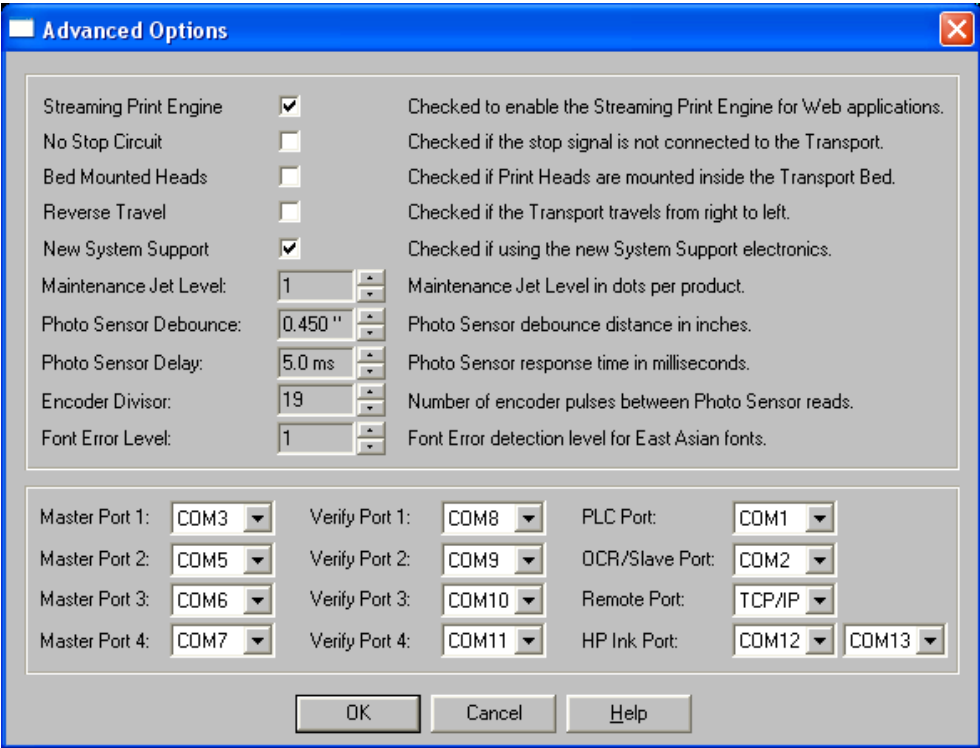 Advanced Options
Streaming Print Engine Checked to enable the Streaming Print Engine for Web applications.
No Stop Circuit Checked if the stop signal is not connected to the Transport.
Bed Mounted Heads Checked if Print Heads are mounted inside the Transport Bed.
Reverse Travel Checked if the Transport travels from right to left.
New System Support Checked if using the new System Support electronics.
Maintenance Jet Level: 1 Maintenance Jet Level in dots per product.
Photo Sensor Debounce: 0.450 " Photo Sensor debounce distance in inches.
Photo Sensor Delay: 5.0 ms Photo Sensor response time in milliseconds.
Encoder Divisor: 19 Number of encoder pulses between Photo Sensor reads.
Font Error Level: 1 Font Error detection level for East Asian fonts.
Master Port 1: COM3 Verify Port 1: COM8 PLC Port: COM1
Master Port 2: COM5 Verify Port 2: COM9 OCR/Slave Port: COM2
Master Port 3: COM6 Verify Port 3: COM10 Remote Port: TCP/IP
Master Port 4: COM7 Verify Port 4: COM11 HP Ink Port: COM12 COM13
OK Cancel Help